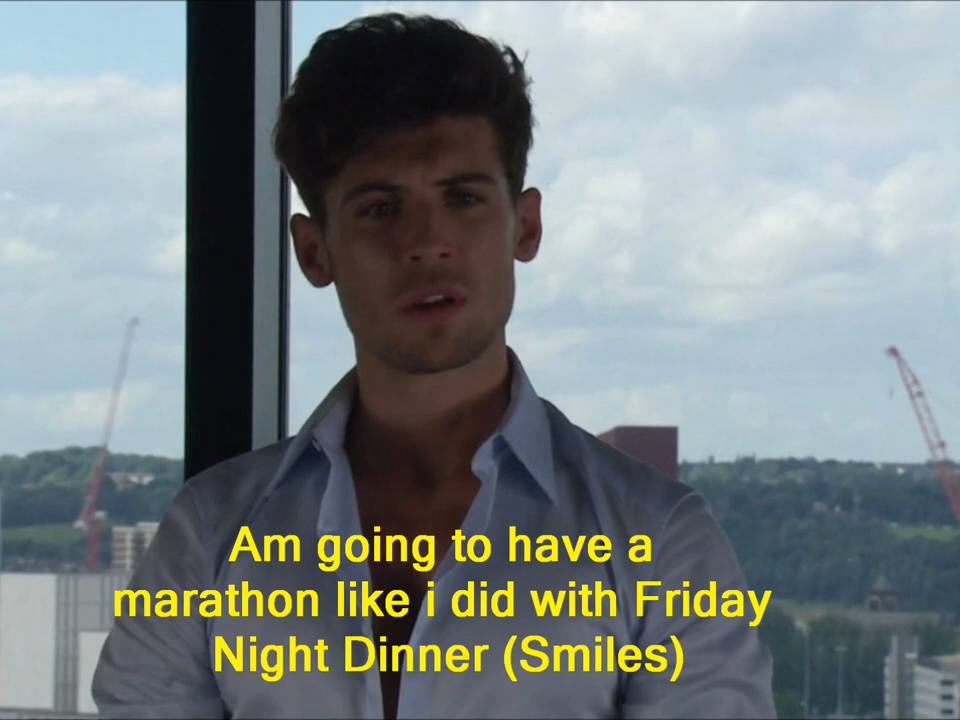 Am going to have a
marathon like i did with Friday
Night Dinner (Smiles)